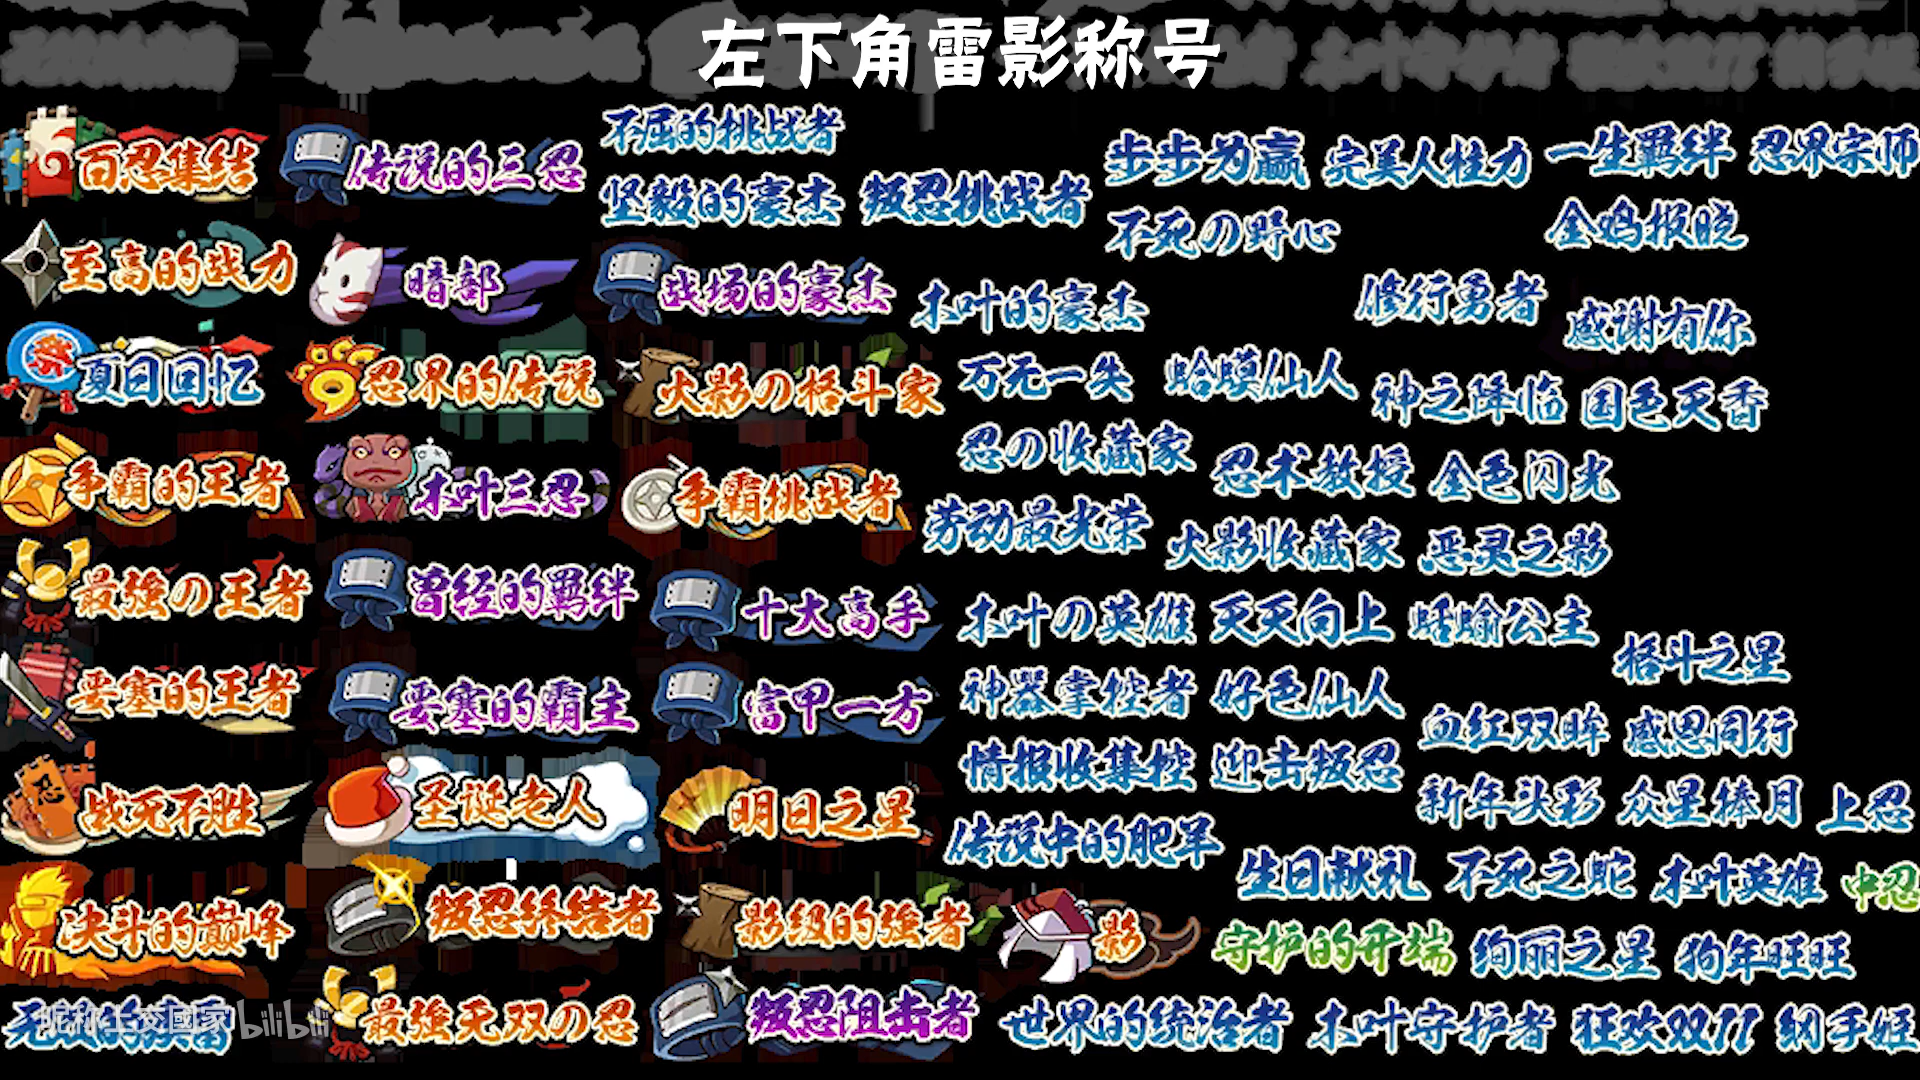 左下角雷影称号
百忍集结 传说的三忍 不屈的挑战者
坚毅的豪杰 叛忍挑战者
步步为赢 完美人柱力 一生羁绊 忍界宗师
不死の野心 金鸡报晓
至高的战力 暗部 战场的豪杰 木叶的豪杰 修行勇者 感谢有你
夏日回忆 忍界的传说 火影の格斗家 万无一失 蛤蟆仙人 神之降临 国色天香
忍の收藏家 忍术教授 金色闪光
争霸的王者 木叶三忍 争霸挑战者 劳动最光荣 火影收藏家 恶灵之影
最強の王者 曾经的羁绊 十大高手 木叶の英雄 天天向上 蛞蝓公主 格斗之星
要塞的王者 要塞的霸主 富甲一方 神器掌控者 好色仙人 血红双眸 感恩同行
情报收集控 迎击叛忍 新年头彩 众星捧月 上忍
战死不胜 圣诞老人 明日之星 传说中的肥羊 生日献礼 不死之蛇 木叶英雄 中忍
决斗的巅峰 叛忍终结者 影级的強者 影 守护的开端 绚丽之星 狗年旺旺
最強无双の忍 叛忍阻击者 世界的统治者 木叶守护者 狂欢双11 纲手姬
昵称上交國家 bilibili